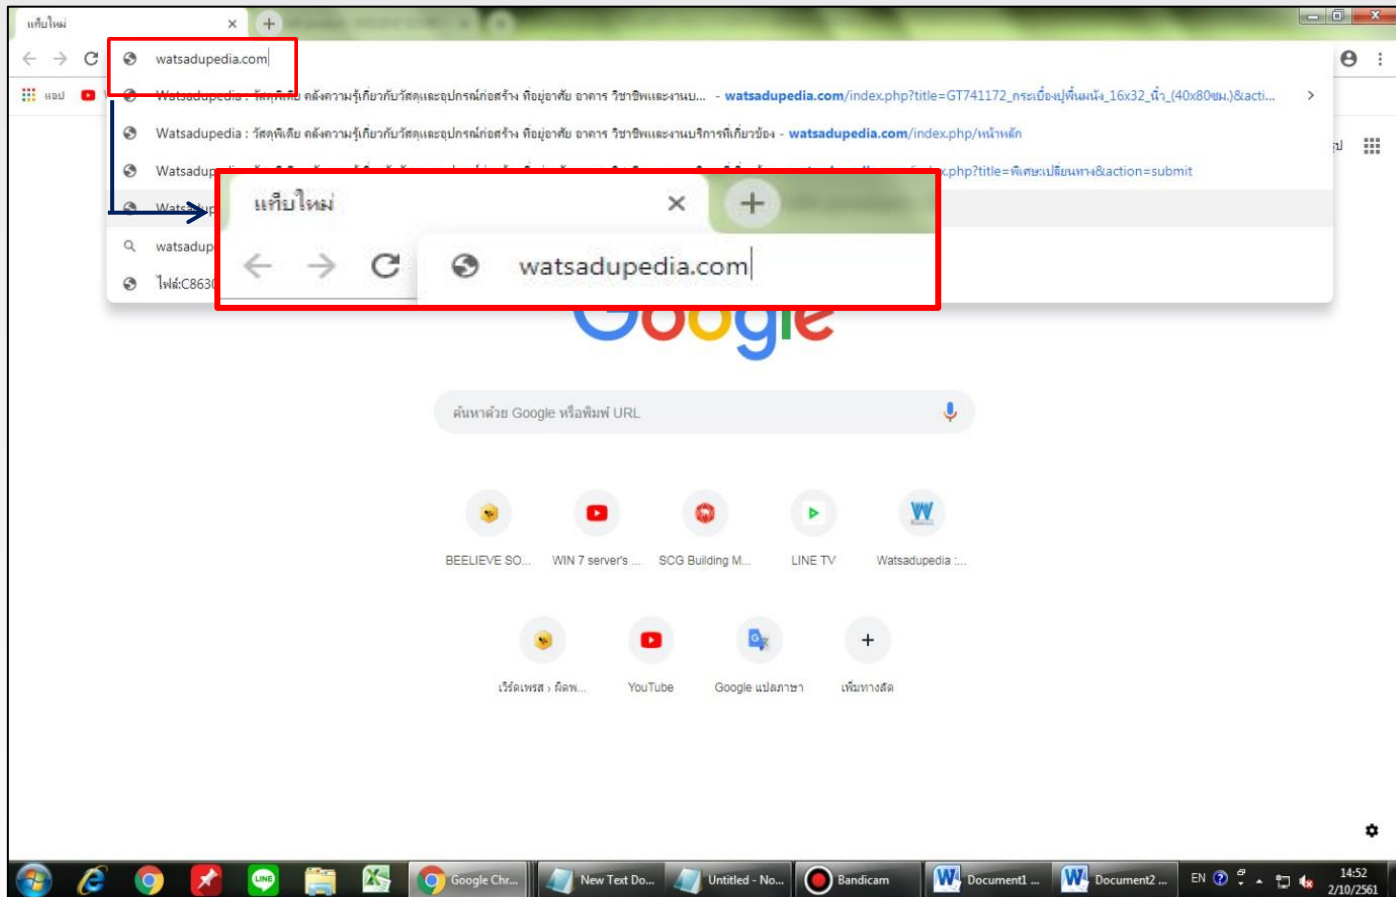 แท็บใหม่
watsadupedia.com
แอป
Watsadupedia : วัสดุพีเดีย คลังความรู้เกี่ยวกับวัสดุและอุปกรณ์ก่อสร้าง ที่อยู่อาศัย อาคาร วิชาชีพและงานบ... - watsadupedia.com/index.php?title=GT741172_กระเบื้องปูพื้นผนัง_16x32_นิ้ว_(40x80ซม.)&acti...
Watsadupedia : วัสดุพีเดีย คลังความรู้เกี่ยวกับวัสดุและอุปกรณ์ก่อสร้าง ที่อยู่อาศัย อาคาร วิชาชีพและงานบริการที่เกี่ยวข้อง - watsadupedia.com/index.php/หน้าหลัก
Watsadup
.php?title=พิเศษ:เปลี่ยนทาง&action=submit
Watsadup
watsadup
ไฟล์:C8630
แท็บใหม่
watsadupedia.com
Google
ค้นหาด้วย Google หรือพิมพ์ URL
BEELIEVE SO... WIN 7 server's ... SCG Building M... LINE TV Watsadupedia :...
เวิร์ดเพรส › ผิดพ... YouTube Google แปลภาษา เพิ่มทางลัด
Google Chr... New Text Do... Untitled - No... Bandicam Document1 ... Document2 ... EN 14:52
2/10/2561